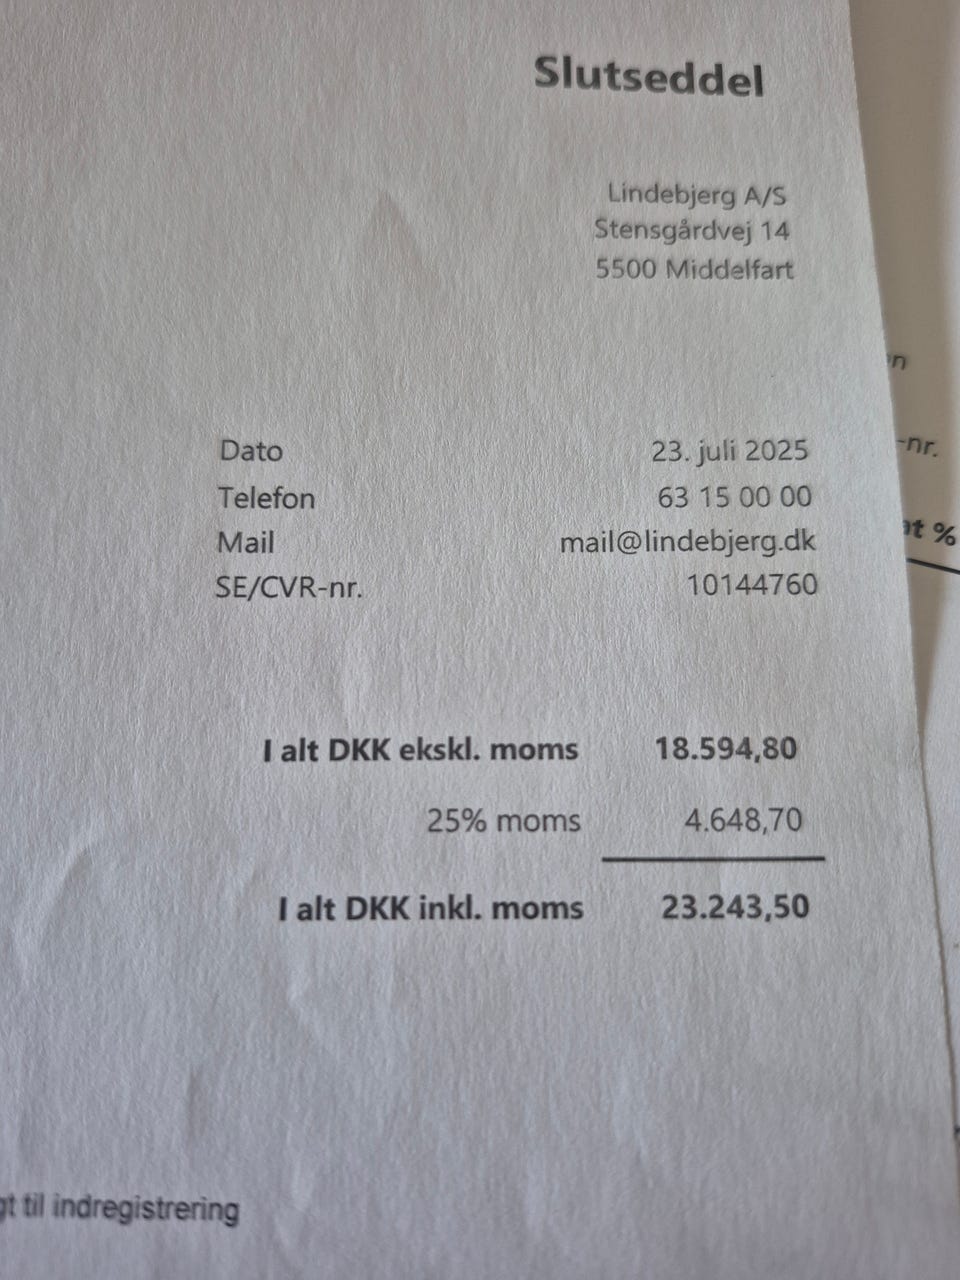 Slutseddel
Lindebjerg A/S
Stensgårdvej 14
5500 Middelfart
Dato 23. juli 2025
Telefon 63 15 00 00
Mail mail@lindebjerg.dk
SE/CVR-nr. 10144760
I alt DKK ekskl. moms 18.594,80
25% moms 4.648,70
I alt DKK inkl. moms 23.243,50
til indregistrering
-nr.
%